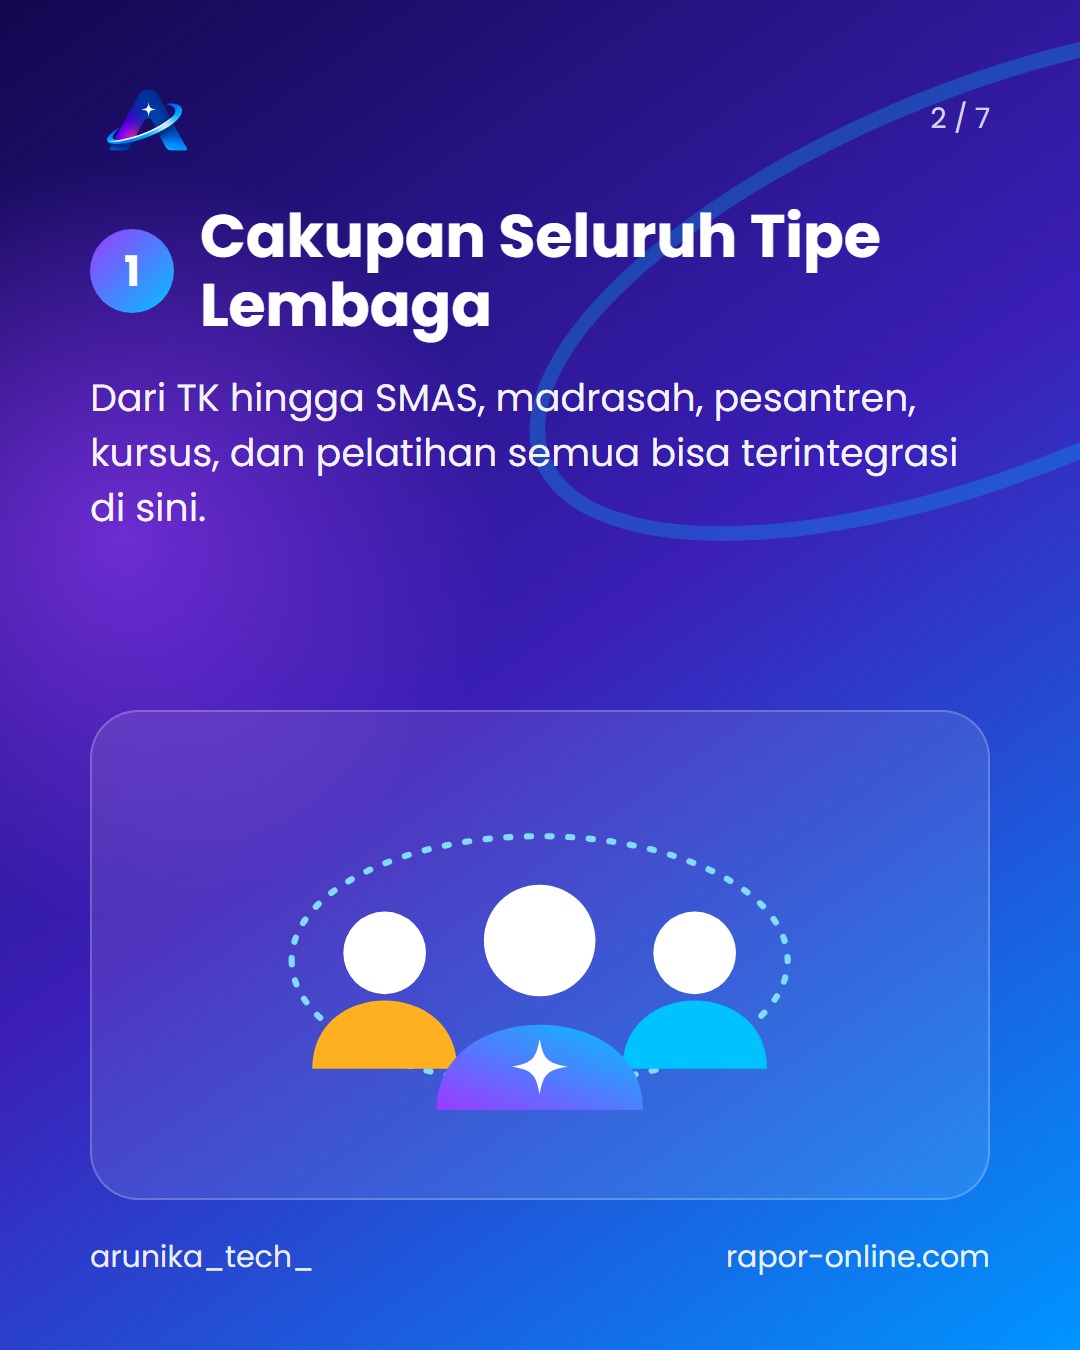 2 / 7
1
Cakupan Seluruh Tipe
Lembaga
Dari TK hingga SMAS, madrasah, pesantren,
kursus, dan pelatihan semua bisa terintegrasi
di sini.
arunika_tech_
rapor-online.com